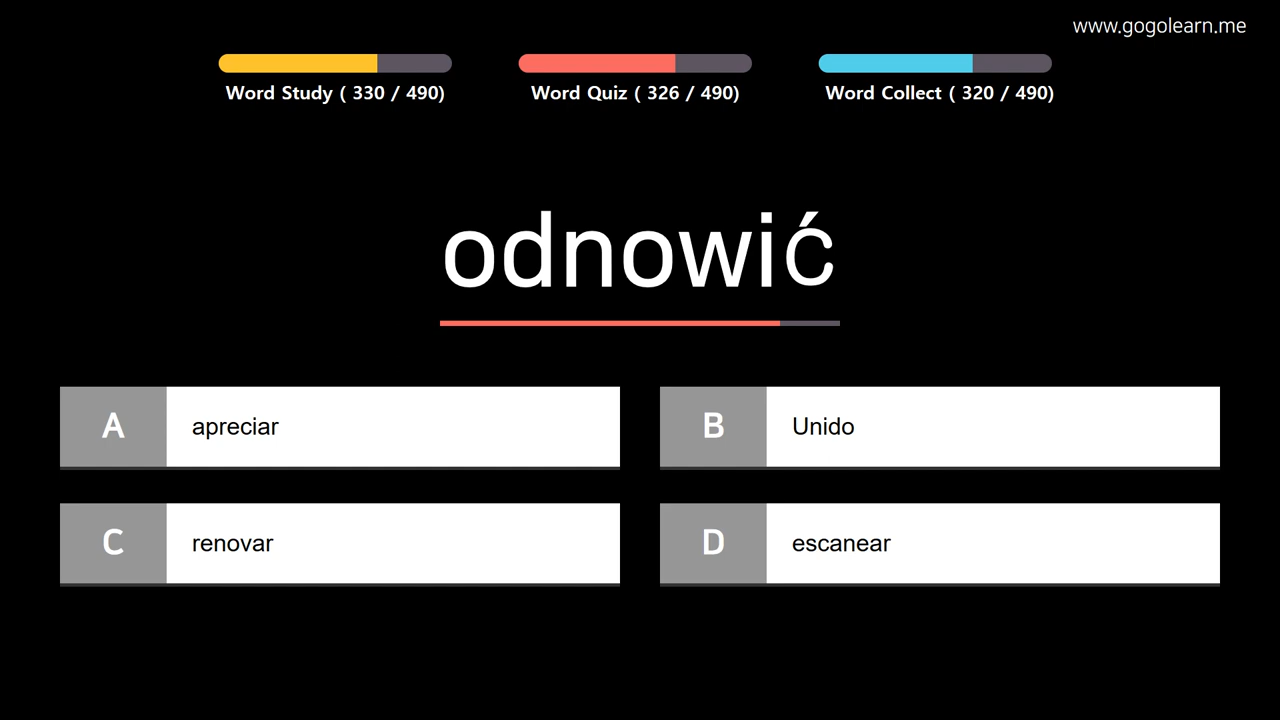 www.gogolearn.me
Word Study ( 330 / 490)
Word Quiz ( 326 / 490)
Word Collect ( 320 / 490)
odnowić
A apreciar
B Unido
C renovar
D escanear